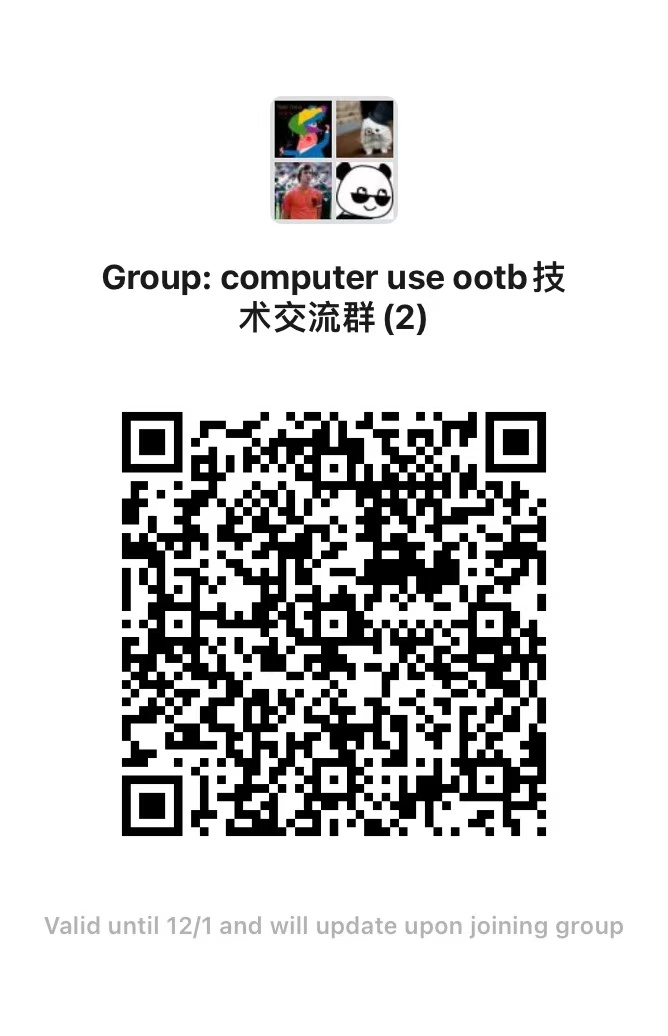 Group: computer use ootb技
术交流群 (2)
Valid until 12/1 and will update upon joining group